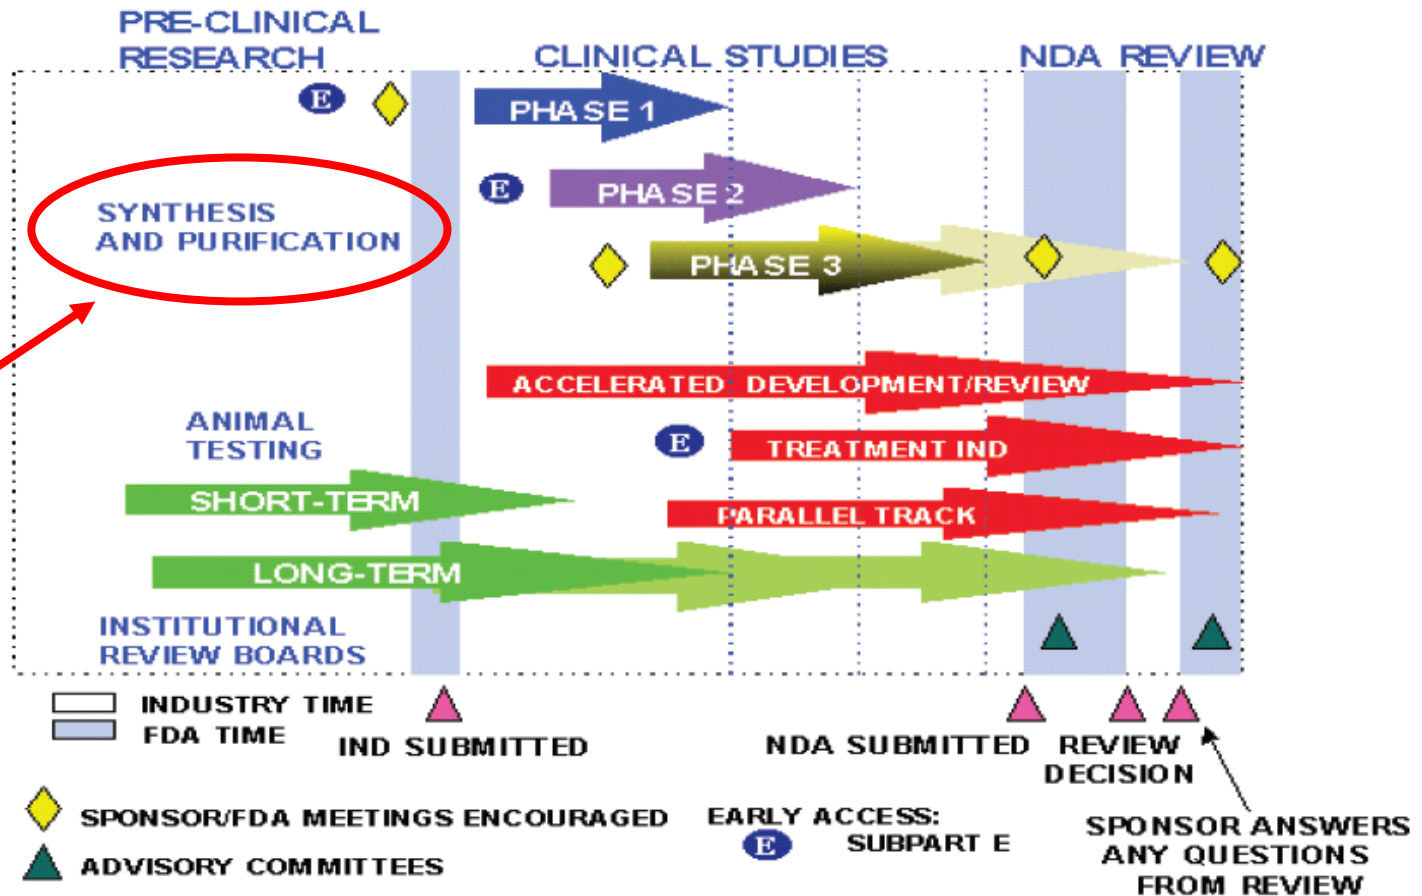 PRE-CLINICAL
RESEARCH
CLINICAL STUDIES
NDA REVIEW
E
PHASE 1
E
PHASE 2
SYNTHESIS
AND PURIFICATION
PHASE 3
ACCELERATED DEVELOPMENT/REVIEW
ANIMAL
TESTING
E
TREATMENT IND
SHORT-TERM
PARALLEL TRACK
LONG-TERM
INSTITUTIONAL
REVIEW BOARDS
INDUSTRY TIME
FDA TIME
IND SUBMITTED
NDA SUBMITTED
REVIEW
DECISION
SPONSOR/FDA MEETINGS ENCOURAGED
ADVISORY COMMITTEES
EARLY ACCESS:
E
SUBPART E
SPONSOR ANSWERS
ANY QUESTIONS
FROM REVIEW